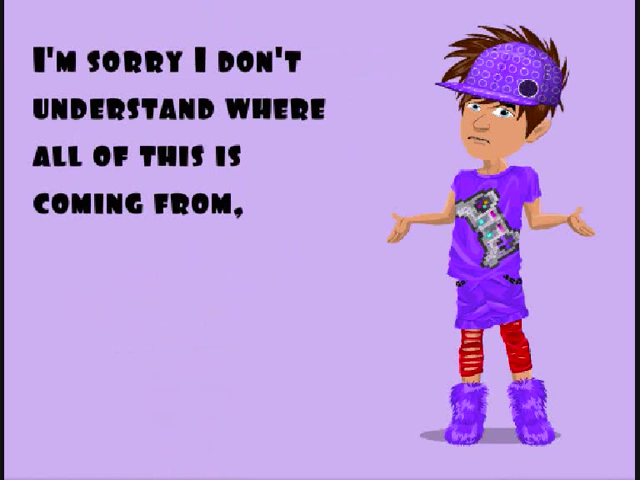 I'm sorry I don't
understand where
all of this is
coming from,